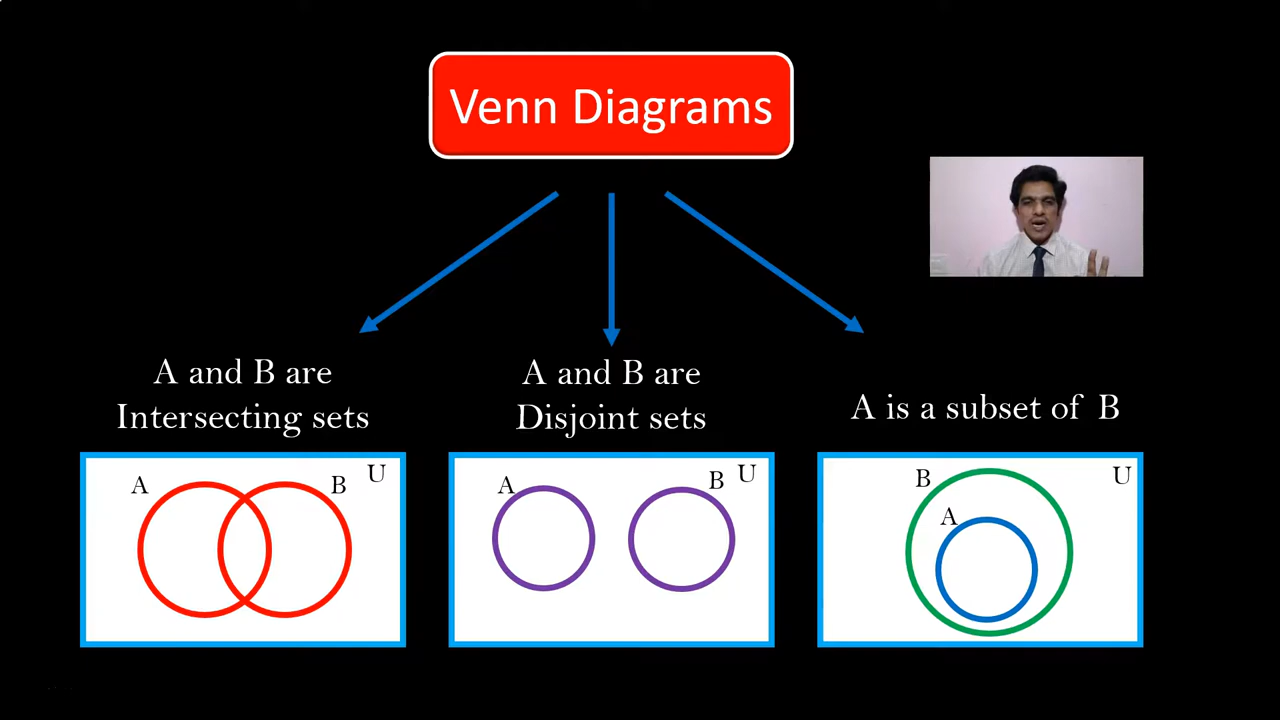 Venn Diagrams
A and B are
Intersecting sets
A and B are
Disjoint sets
A is a subset of B
A B U
A B U
B A U